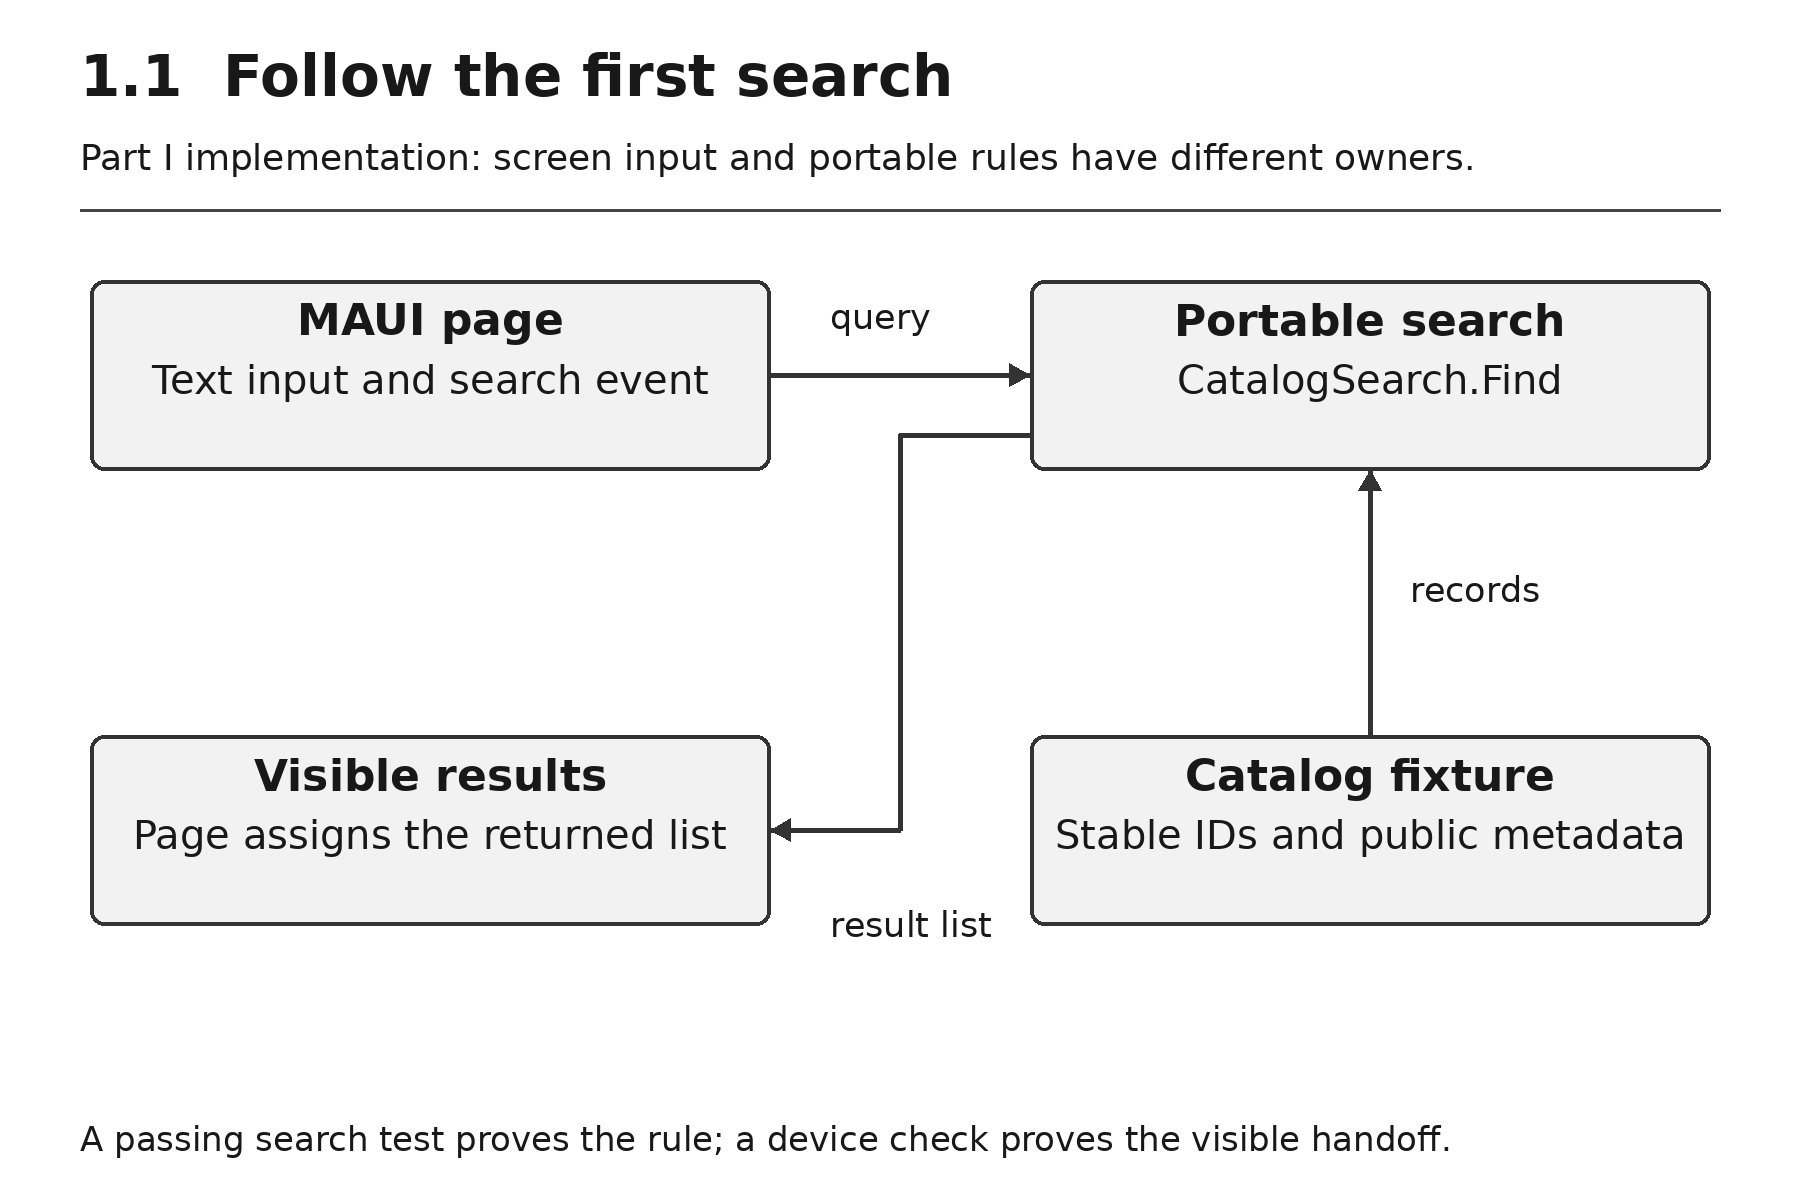 1.1 Follow the first search
Part I implementation: screen input and portable rules have different owners.
MAUI page
Text input and search event
query
Portable search
CatalogSearch.Find
records
Visible results
Page assigns the returned list
result list
Catalog fixture
Stable IDs and public metadata
A passing search test proves the rule; a device check proves the visible handoff.